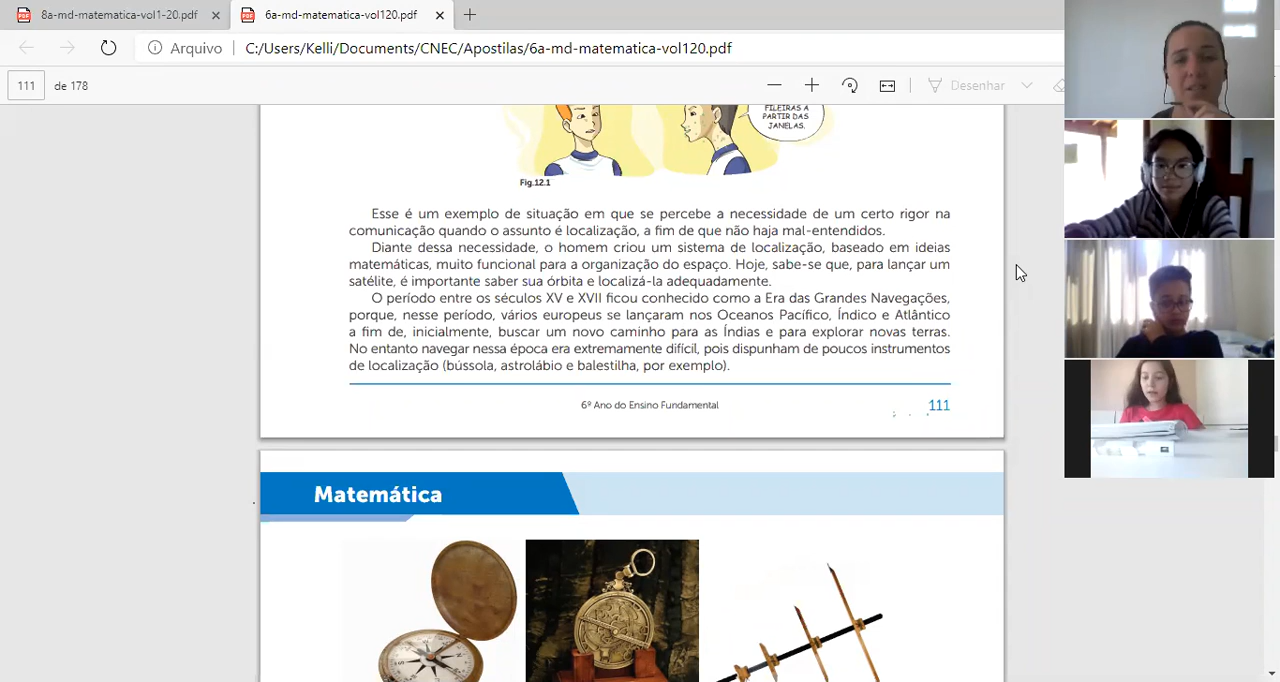 8a-md-matematica-vol1-20.pdf
6a-md-matematica-vol120.pdf
Arquivo
C:/Users/Kelli/Documents/CNEC/Apostilas/6a-md-matematica-vol120.pdf
111
de 178
Desenhar
FILEIRAS A
PARTIR DAS
JANELAS.
Fig.12.1
Esse é um exemplo de situação em que se percebe a necessidade de um certo rigor na
comunicação quando o assunto é localização, a fim de que não haja mal-entendidos.
Diante dessa necessidade, o homem criou um sistema de localização, baseado em ideias
matemáticas, muito funcional para a organização do espaço. Hoje, sabe-se que, para lançar um
satélite, é importante saber sua órbita e localizá-la adequadamente.
O período entre os séculos XV e XVII ficou conhecido como a Era das Grandes Navegações,
porque, nesse período, vários europeus se lançaram nos Oceanos Pacífico, Índico e Atlântico
a fim de, inicialmente, buscar um novo caminho para as Índias e para explorar novas terras.
No entanto navegar nessa época era extremamente difícil, pois dispunham de poucos instrumentos
de localização (bússola, astrolábio e balestilha, por exemplo).
6º Ano do Ensino Fundamental
111
Matemática